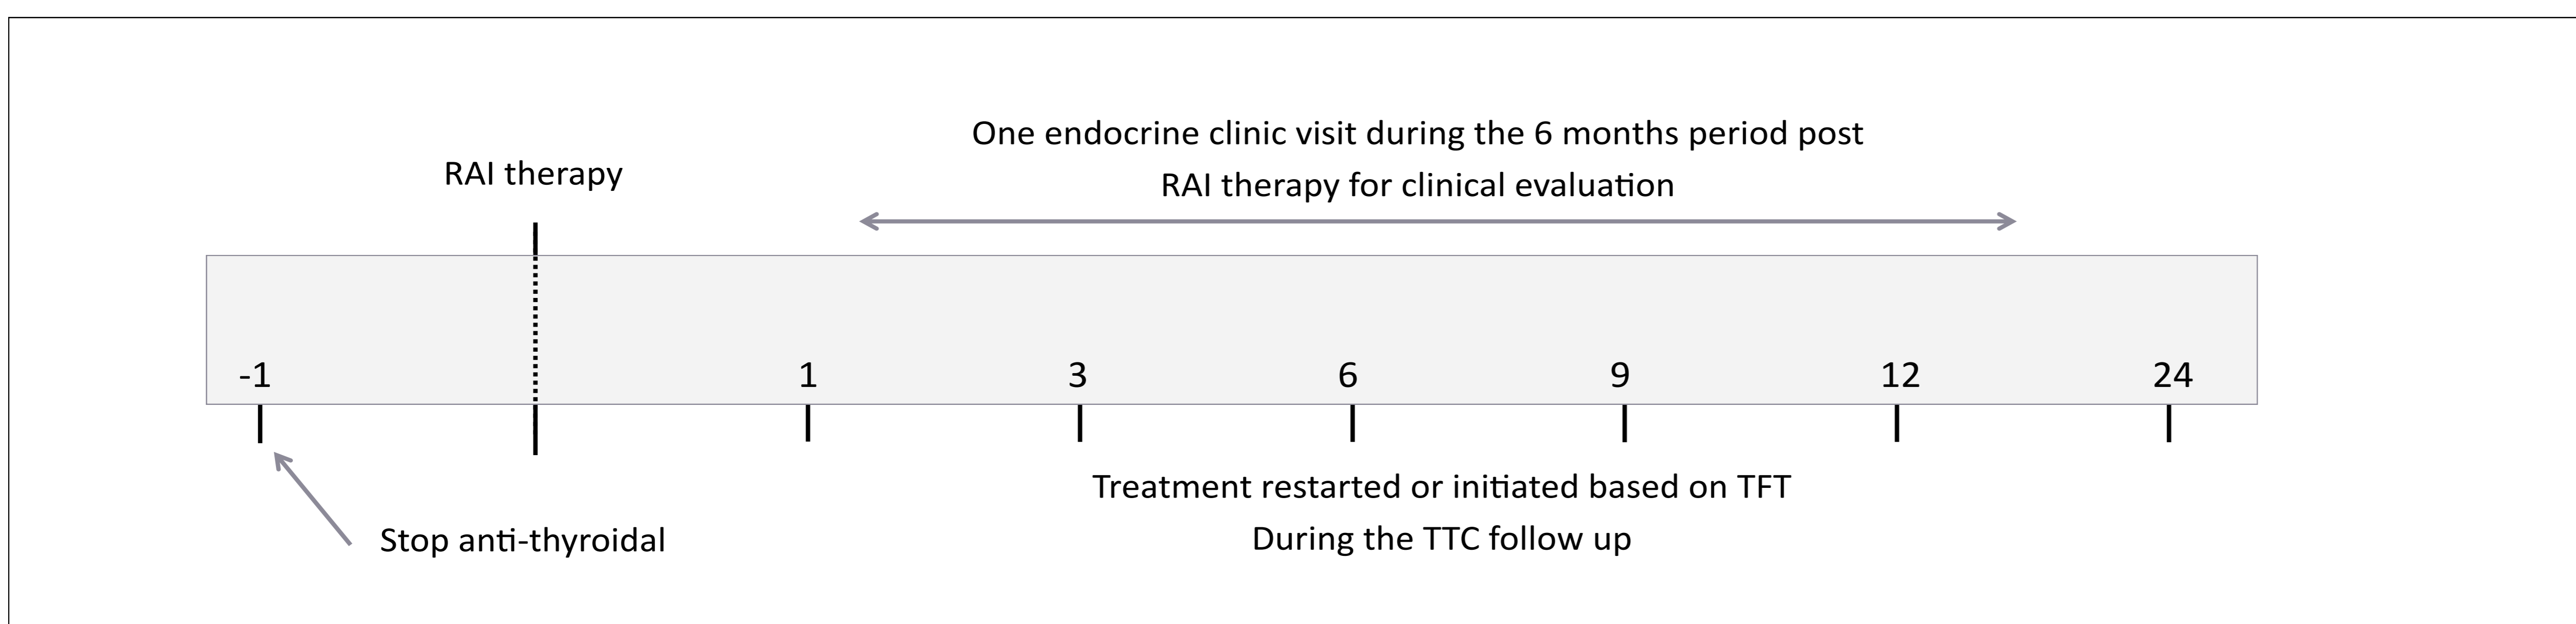 One endocrine clinic visit during the 6 months period post
RAI therapy for clinical evaluation
RAI therapy
-1 1 3 6 9 12 24
Treatment restarted or initiated based on TFT
During the TTC follow up
Stop anti-thyroidal